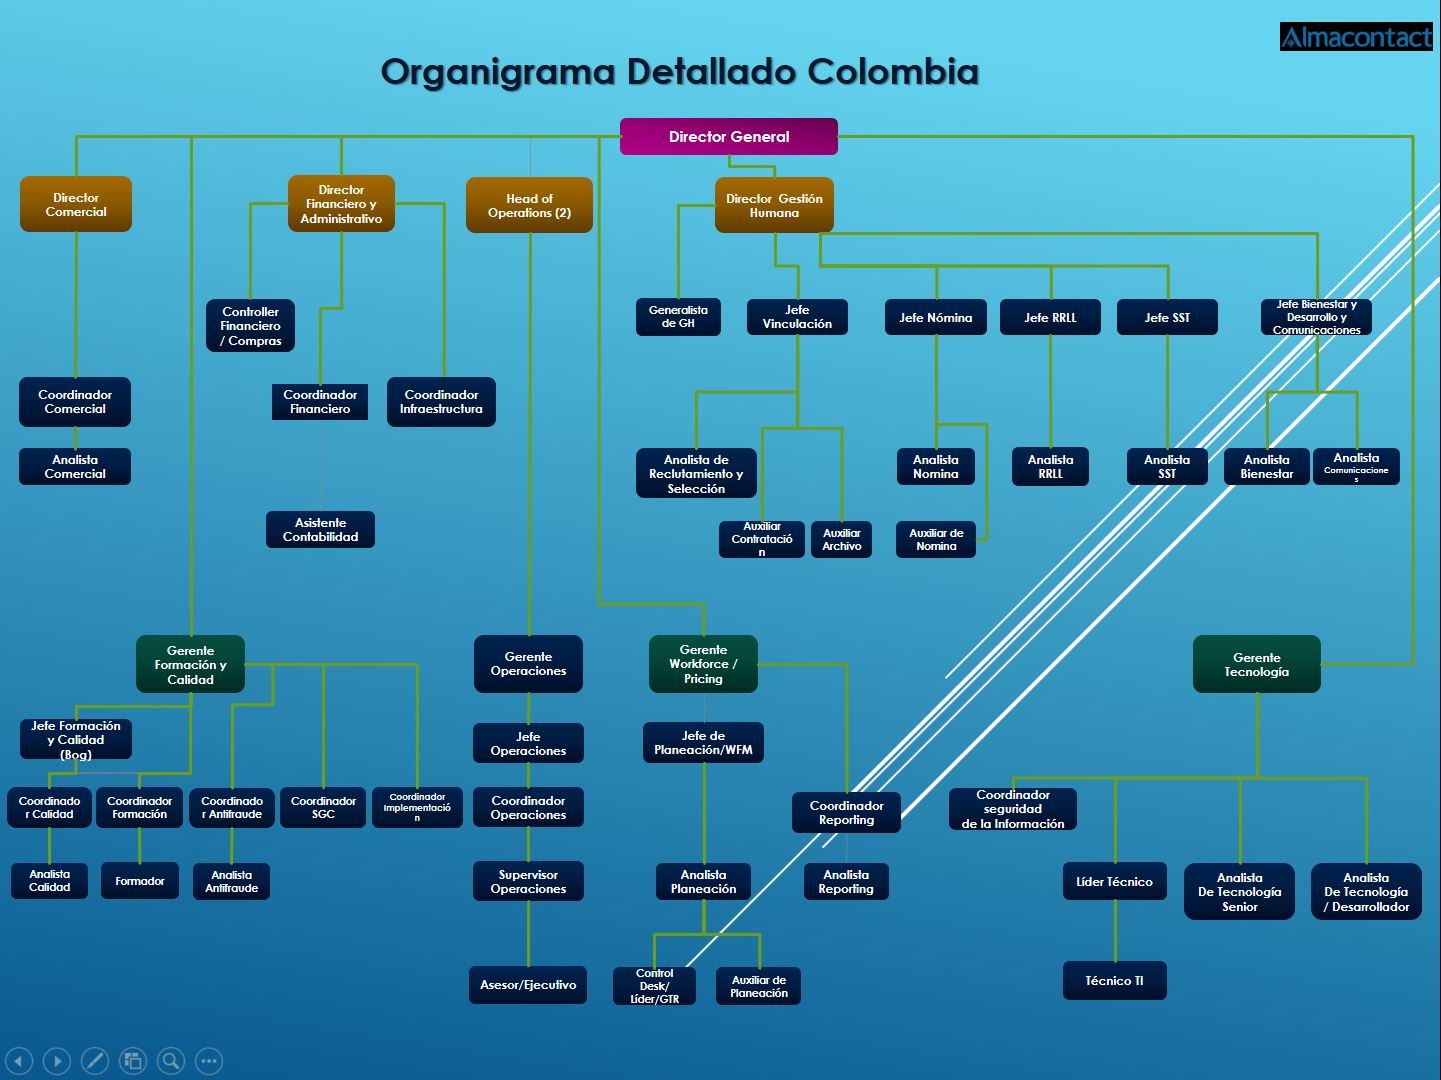 Almacontact
Organigrama Detallado Colombia
Director General
Director
Comercial
Director
Financiero y
Administrativo
Head of
Operations (2)
Director  Gestión
Humana
Controller
Financiero
/ Compras
Generalista
de GH
Jefe
Vinculación
Jefe Nómina
Jefe RRLL
Jefe SST
Jefe Bienestar y
Desarrollo y
Comunicaciones
Coordinador
Comercial
Coordinador
Financiero
Coordinador
Infraestructura
Analista
Comercial
Analista de
Reclutamiento y
Selección
Analista
Nomina
Analista
RRLL
Analista
SST
Analista
Bienestar
Analista
Comunicacione
s
Asistente
Contabilidad
Auxiliar
Contratació
n
Auxiliar
Archivo
Auxiliar de
Nomina
Gerente
Formación y
Calidad
Gerente
Operaciones
Gerente
Workforce /
Pricing
Gerente
Tecnología
Jefe Formación
y Calidad
(Bog)
Jefe
Operaciones
Jefe de
Planeación/WFM
Coordinado
r Calidad
Coordinador
Formación
Coordinado
r Antifraude
Coordinador
SGC
Coordinador
Implementació
n
Coordinador
Operaciones
Coordinador
Reporting
Coordinador
seguridad
de la Información
Analista
Calidad
Formador
Analista
Antifraude
Supervisor
Operaciones
Analista
Planeación
Analista
Reporting
Líder Técnico
Analista
De Tecnología
Senior
Analista
De Tecnología
/ Desarrollador
Asesor/Ejecutivo
Control
Desk/
Líder/GTR
Auxiliar de
Planeación
Técnico TI